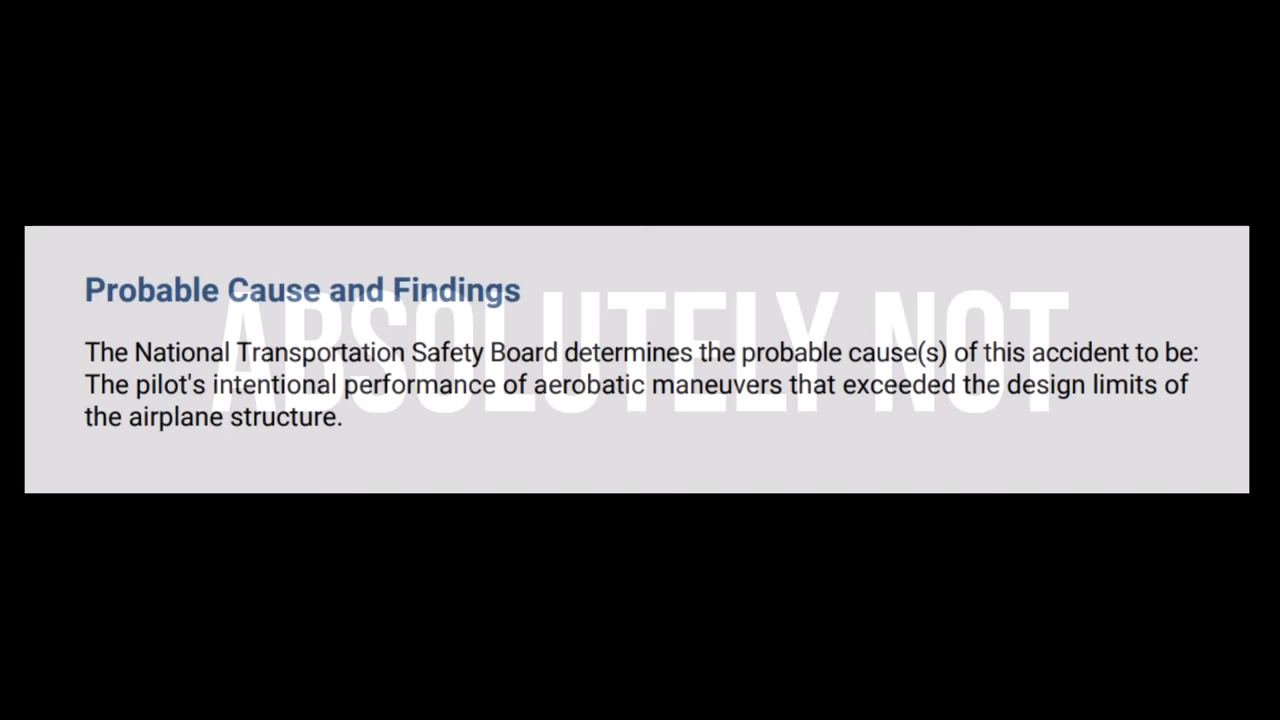 Probable Cause and Findings
ABSOLUTELY NOT
The National Transportation Safety Board determines the probable cause(s) of this accident to be:
The pilot's intentional performance of aerobatic maneuvers that exceeded the design limits of
the airplane structure.